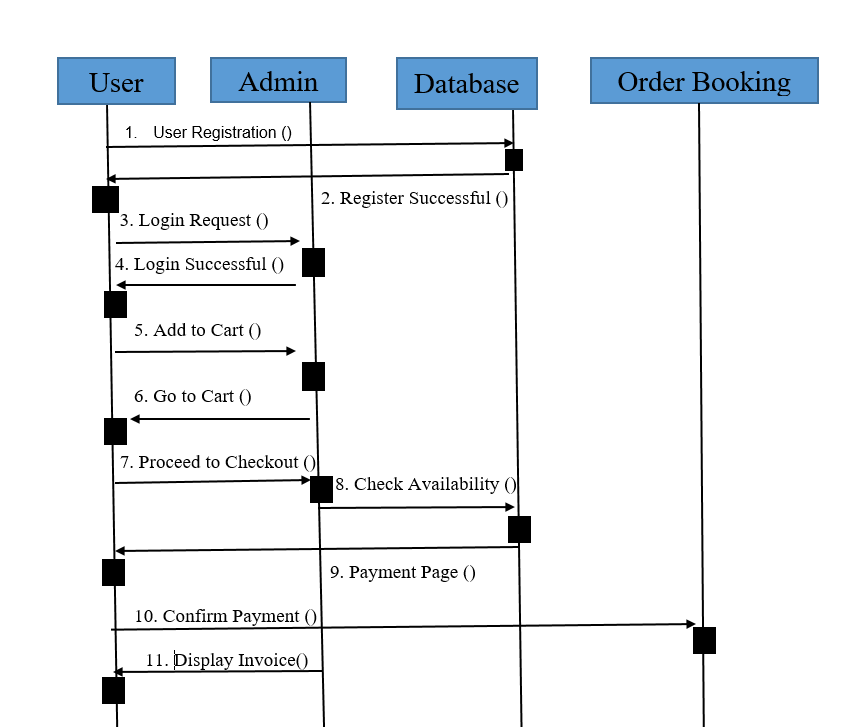 User
Admin
Database
Order Booking
1. User Registration ()
2. Register Successful ()
3. Login Request ()
4. Login Successful ()
5. Add to Cart ()
6. Go to Cart ()
7. Proceed to Checkout ()
8. Check Availability ()
9. Payment Page ()
10. Confirm Payment ()
11. Display Invoice()